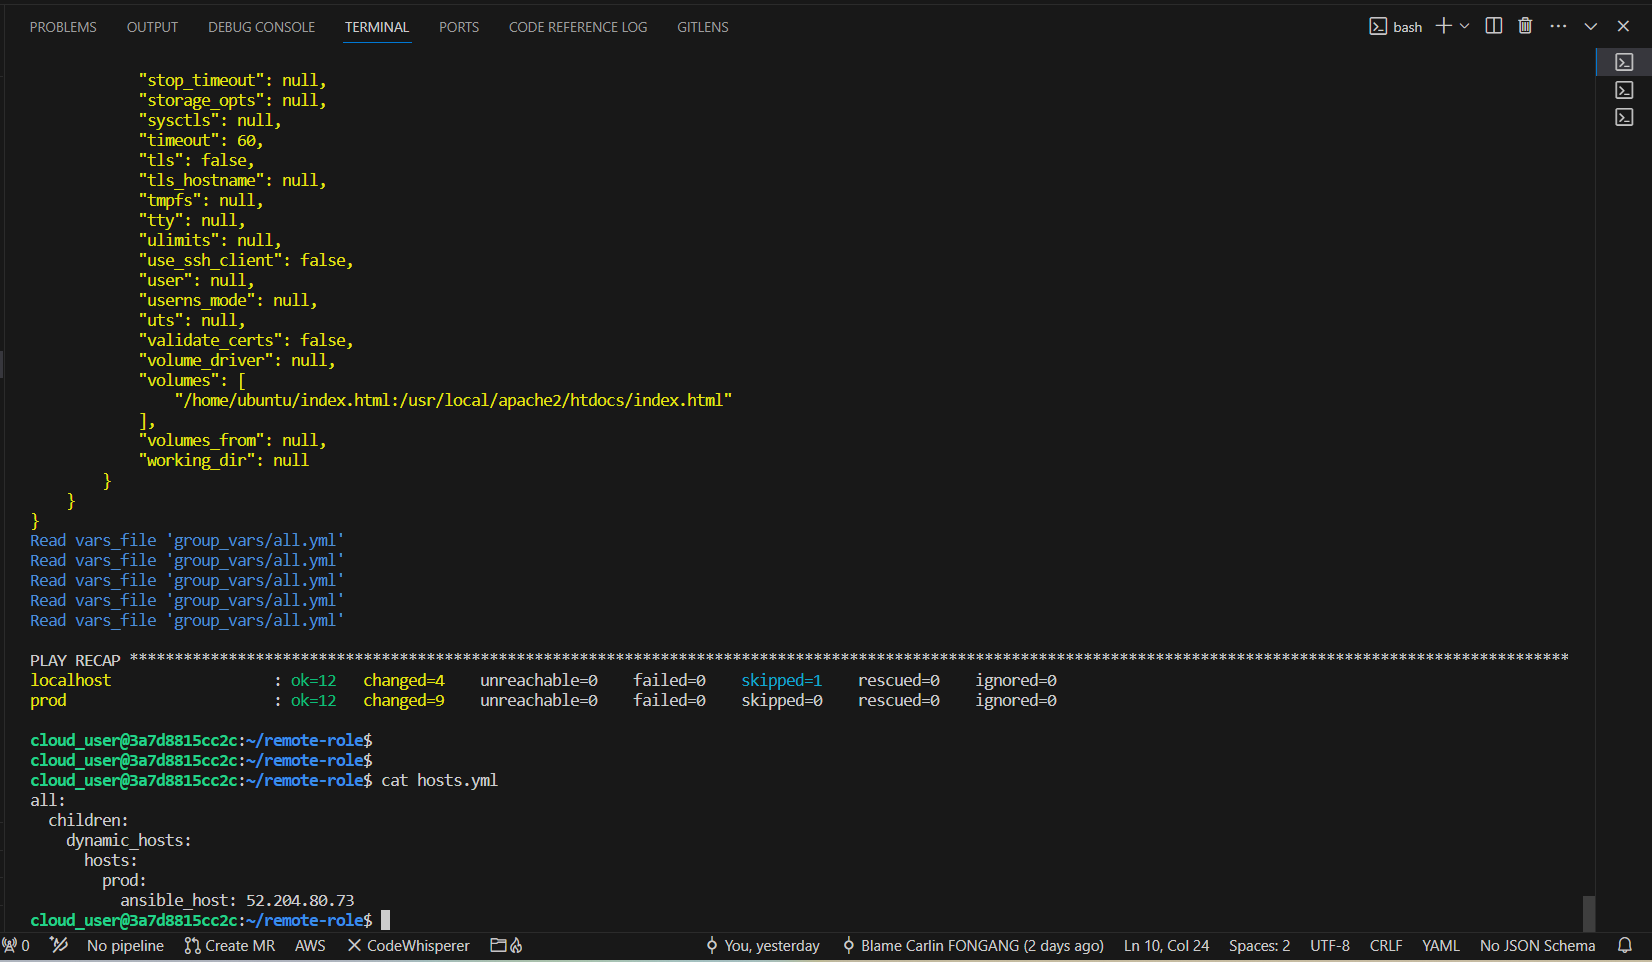 PROBLEMS OUTPUT DEBUG CONSOLE TERMINAL PORTS CODE REFERENCE LOG GITLENS bash
"stop_timeout": null,
"storage_opts": null,
"sysctls": null,
"timeout": 60,
"tls": false,
"tls_hostname": null,
"tmpfs": null,
"tty": null,
"ulimits": null,
"use_ssh_client": false,
"user": null,
"userns_mode": null,
"uts": null,
"validate_certs": false,
"volume_driver": null,
"volumes": [
"/home/ubuntu/index.html:/usr/local/apache2/htdocs/index.html"
],
"volumes_from": null,
"working_dir": null
}
}
}
Read vars_file 'group_vars/all.yml'
Read vars_file 'group_vars/all.yml'
Read vars_file 'group_vars/all.yml'
Read vars_file 'group_vars/all.yml'
Read vars_file 'group_vars/all.yml'
PLAY RECAP ****************************************************************************************************************************************************************
localhost : ok=12 changed=4 unreachable=0 failed=0 skipped=1 rescued=0 ignored=0
prod : ok=12 changed=9 unreachable=0 failed=0 skipped=0 rescued=0 ignored=0
cloud_user@3a7d8815cc2c:~/remote-role$
cloud_user@3a7d8815cc2c:~/remote-role$
cloud_user@3a7d8815cc2c:~/remote-role$ cat hosts.yml
all:
children:
dynamic_hosts:
hosts:
prod:
ansible_host: 52.204.80.73
cloud_user@3a7d8815cc2c:~/remote-role$
0 No pipeline Create MR AWS CodeWhisperer You, yesterday Blame Carlin FONGANG (2 days ago) Ln 10, Col 24 Spaces: 2 UTF-8 CRLF YAML No JSON Schema